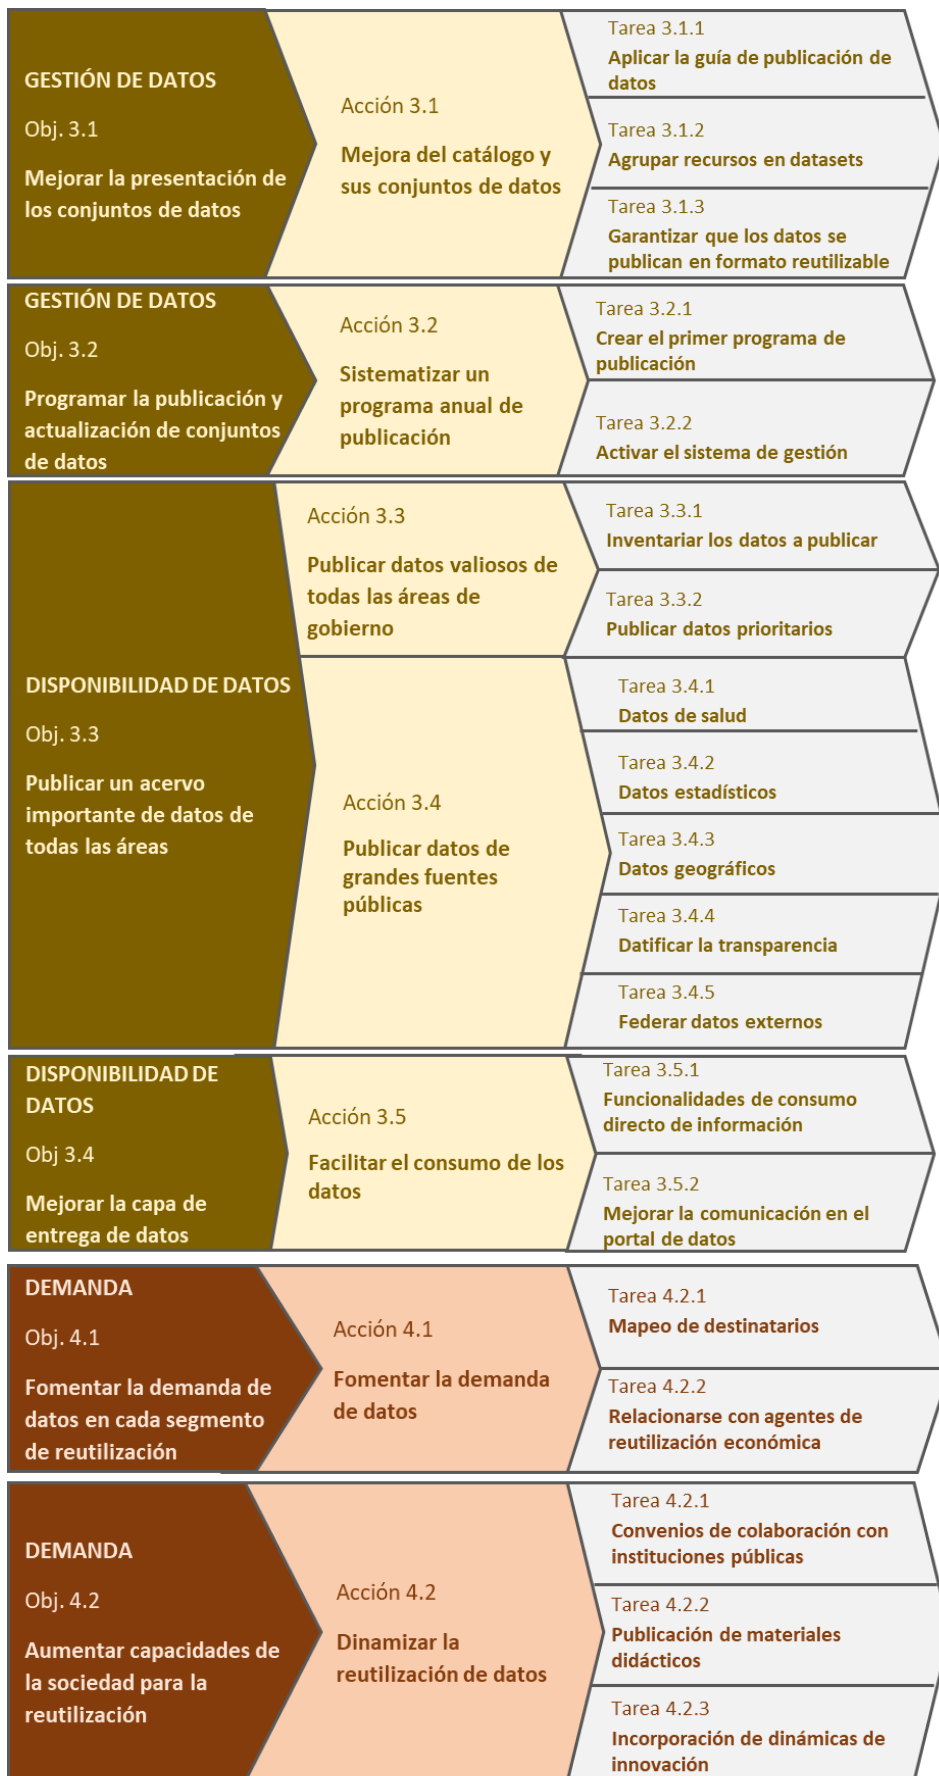 GESTIÓN DE DATOS
Obj. 3.1
Mejorar la presentación de
los conjuntos de datos
Acción 3.1
Mejora del catálogo y
sus conjuntos de datos
Tarea 3.1.1
Aplicar la guía de publicación de
datos
Tarea 3.1.2
Agrupar recursos en datasets
Tarea 3.1.3
Garantizar que los datos se
publican en formato reutilizable
GESTIÓN DE DATOS
Obj. 3.2
Programar la publicación y
actualización de conjuntos
de datos
Acción 3.2
Sistematizar un
programa anual de
publicación
Tarea 3.2.1
Crear el primer programa de
publicación
Tarea 3.2.2
Activar el sistema de gestión
DISPONIBILIDAD DE DATOS
Obj. 3.3
Publicar un acervo
importante de datos de
todas las áreas
Acción 3.3
Publicar datos valiosos de
todas las áreas de
gobierno
Tarea 3.3.1
Inventariar los datos a publicar
Tarea 3.3.2
Publicar datos prioritarios
Acción 3.4
Publicar datos de
grandes fuentes
públicas
Tarea 3.4.1
Datos de salud
Tarea 3.4.2
Datos estadísticos
Tarea 3.4.3
Datos geográficos
Tarea 3.4.4
Datificar la transparencia
Tarea 3.4.5
Federar datos externos
DISPONIBILIDAD DE
DATOS
Obj 3.4
Mejorar la capa de
entrega de datos
Acción 3.5
Facilitar el consumo de los
datos
Tarea 3.5.1
Funcionalidades de consumo
directo de información
Tarea 3.5.2
Mejorar la comunicación en el
portal de datos
DEMANDA
Obj. 4.1
Fomentar la demanda de
datos en cada segmento
de reutilización
Acción 4.1
Fomentar la demanda
de datos
Tarea 4.2.1
Mapeo de destinatarios
Tarea 4.2.2
Relacionarse con agentes de
reutilización económica
DEMANDA
Obj. 4.2
Aumentar capacidades de
la sociedad para la
reutilización
Acción 4.2
Dinamizar la
reutilización de datos
Tarea 4.2.1
Convenios de colaboración con
instituciones públicas
Tarea 4.2.2
Publicación de materiales
didácticos
Tarea 4.2.3
Incorporación de dinámicas de
innovación